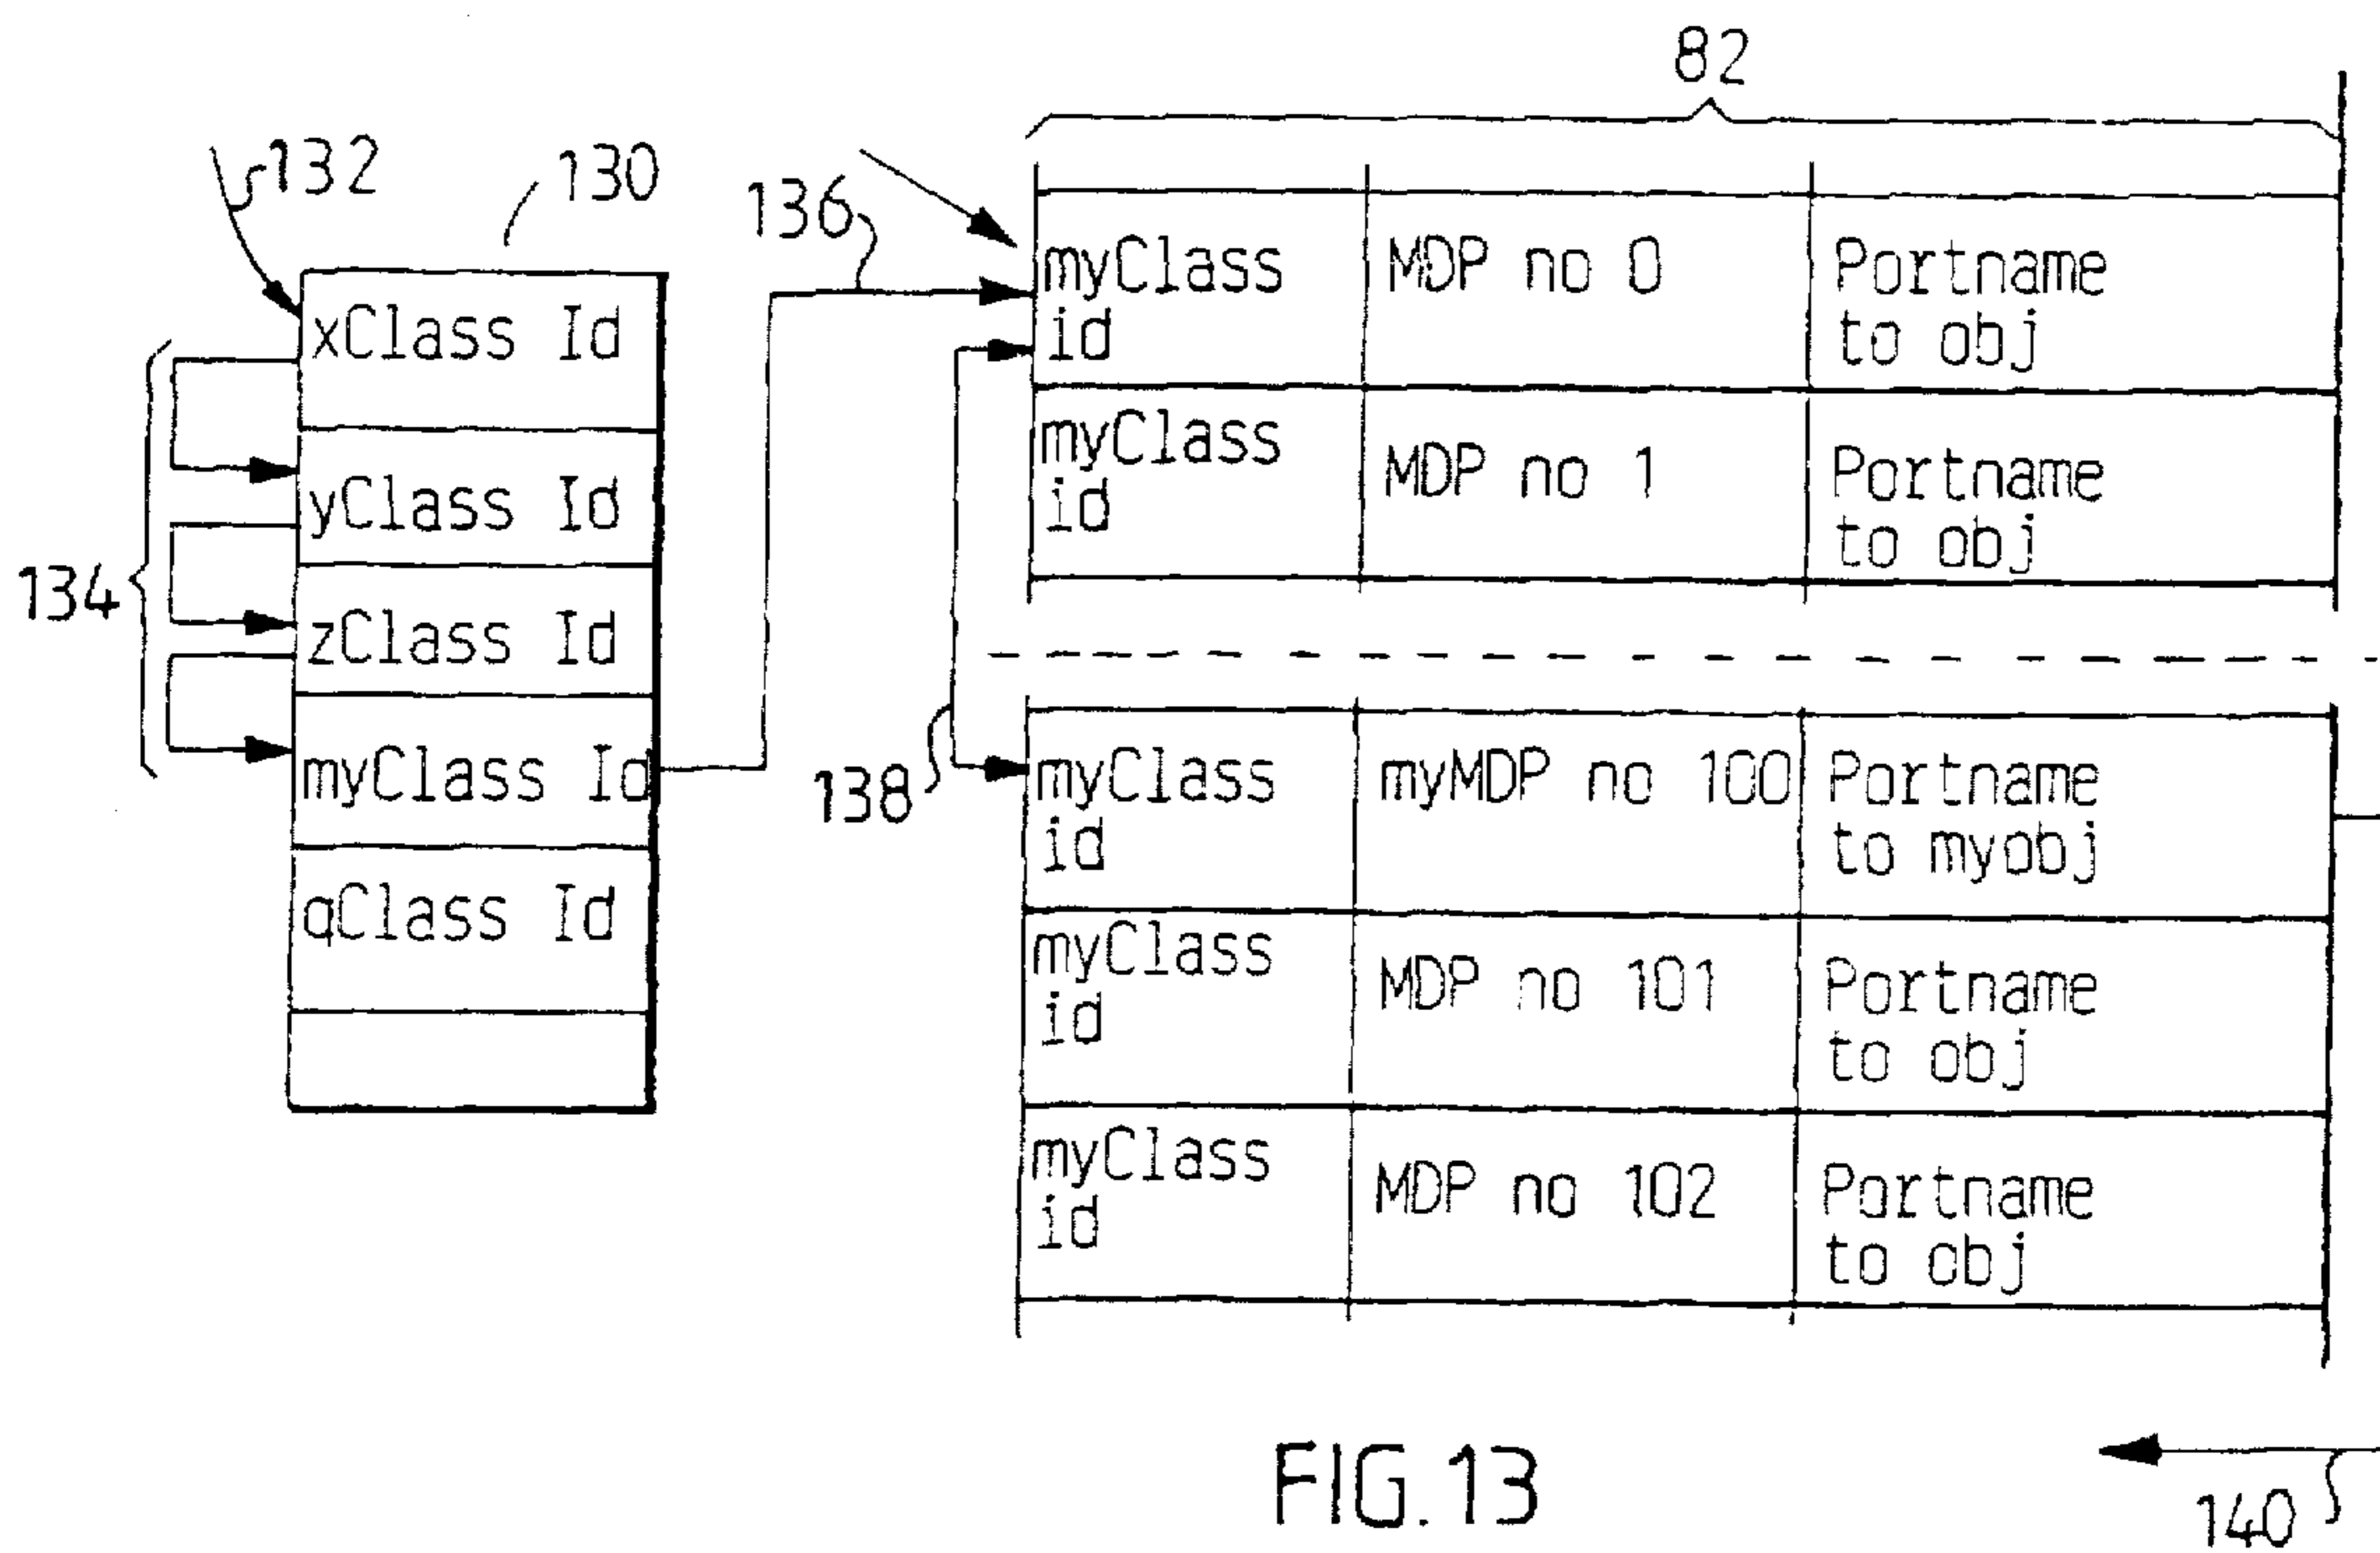 82
132
130
136
xClass Id
yClass Id
zClass Id
myClass Id
qClass Id
134
myClass
id
MDP no 0
Portname
to obj
myClass
id
MDP no 1
Portname
to obj
138
myClass
id
myMDP no 100
Portname
to myobj
myClass
id
MDP no 101
Portname
to obj
myClass
id
MDP no 102
Portname
to obj
FIG.13
140